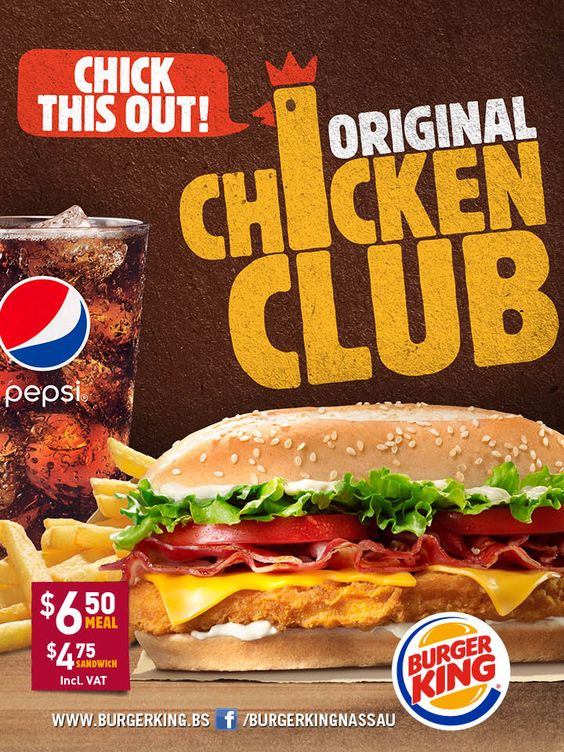 CHICK
THIS OUT!
ORIGINAL
CHICKEN
CLUB
pepsi
$6.50
MEAL
$4.75
SANDWICH
Incl. VAT
BURGER
KING
WWW.BURGERKING.BS f /BURGERKINGNASSAU